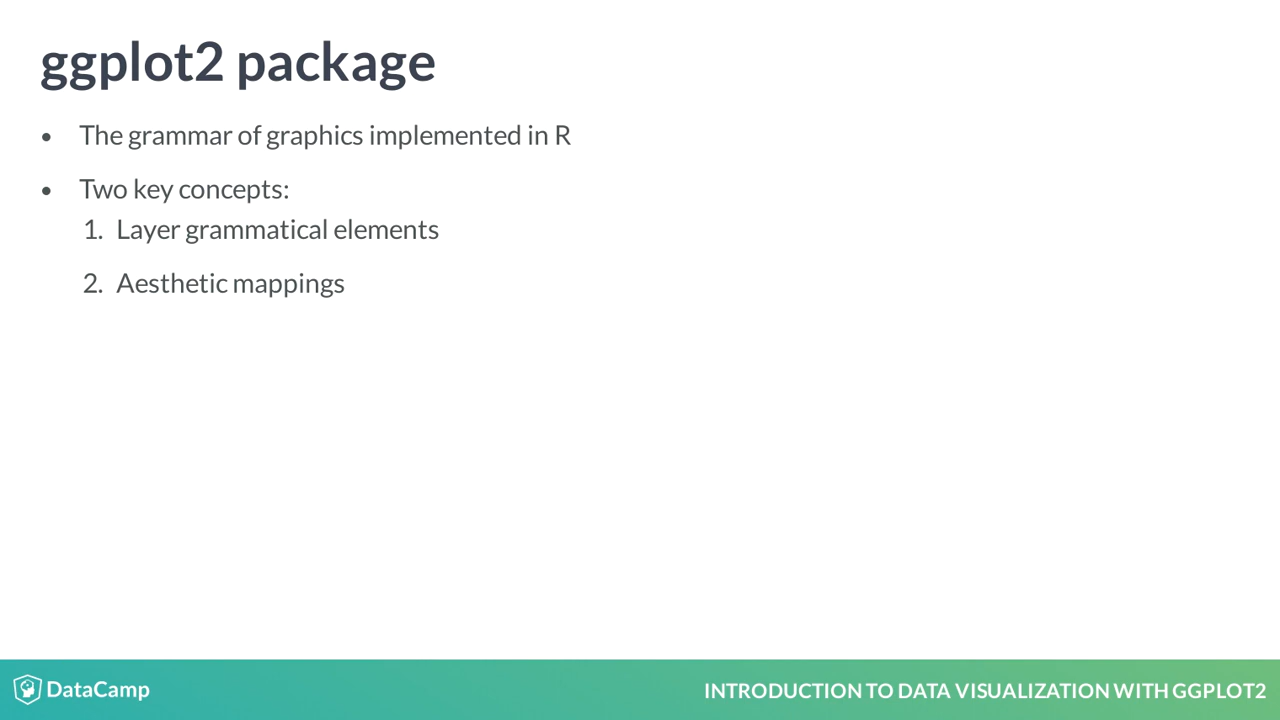 ggplot2 package
• The grammar of graphics implemented in R
• Two key concepts:
1. Layer grammatical elements
2. Aesthetic mappings
DataCamp
INTRODUCTION TO DATA VISUALIZATION WITH GGPLOT2